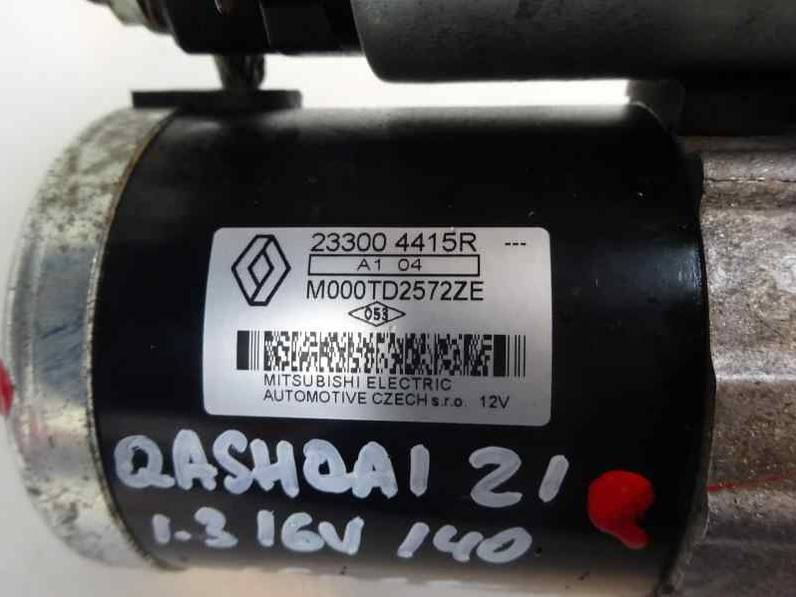 23300 4415R ---
A1 04
M000TD2572ZE
053
MITSUBISHI ELECTRIC
AUTOMOTIVE CZECH s.r.o. 12V
QASHQAI 21
1.3 16V 140